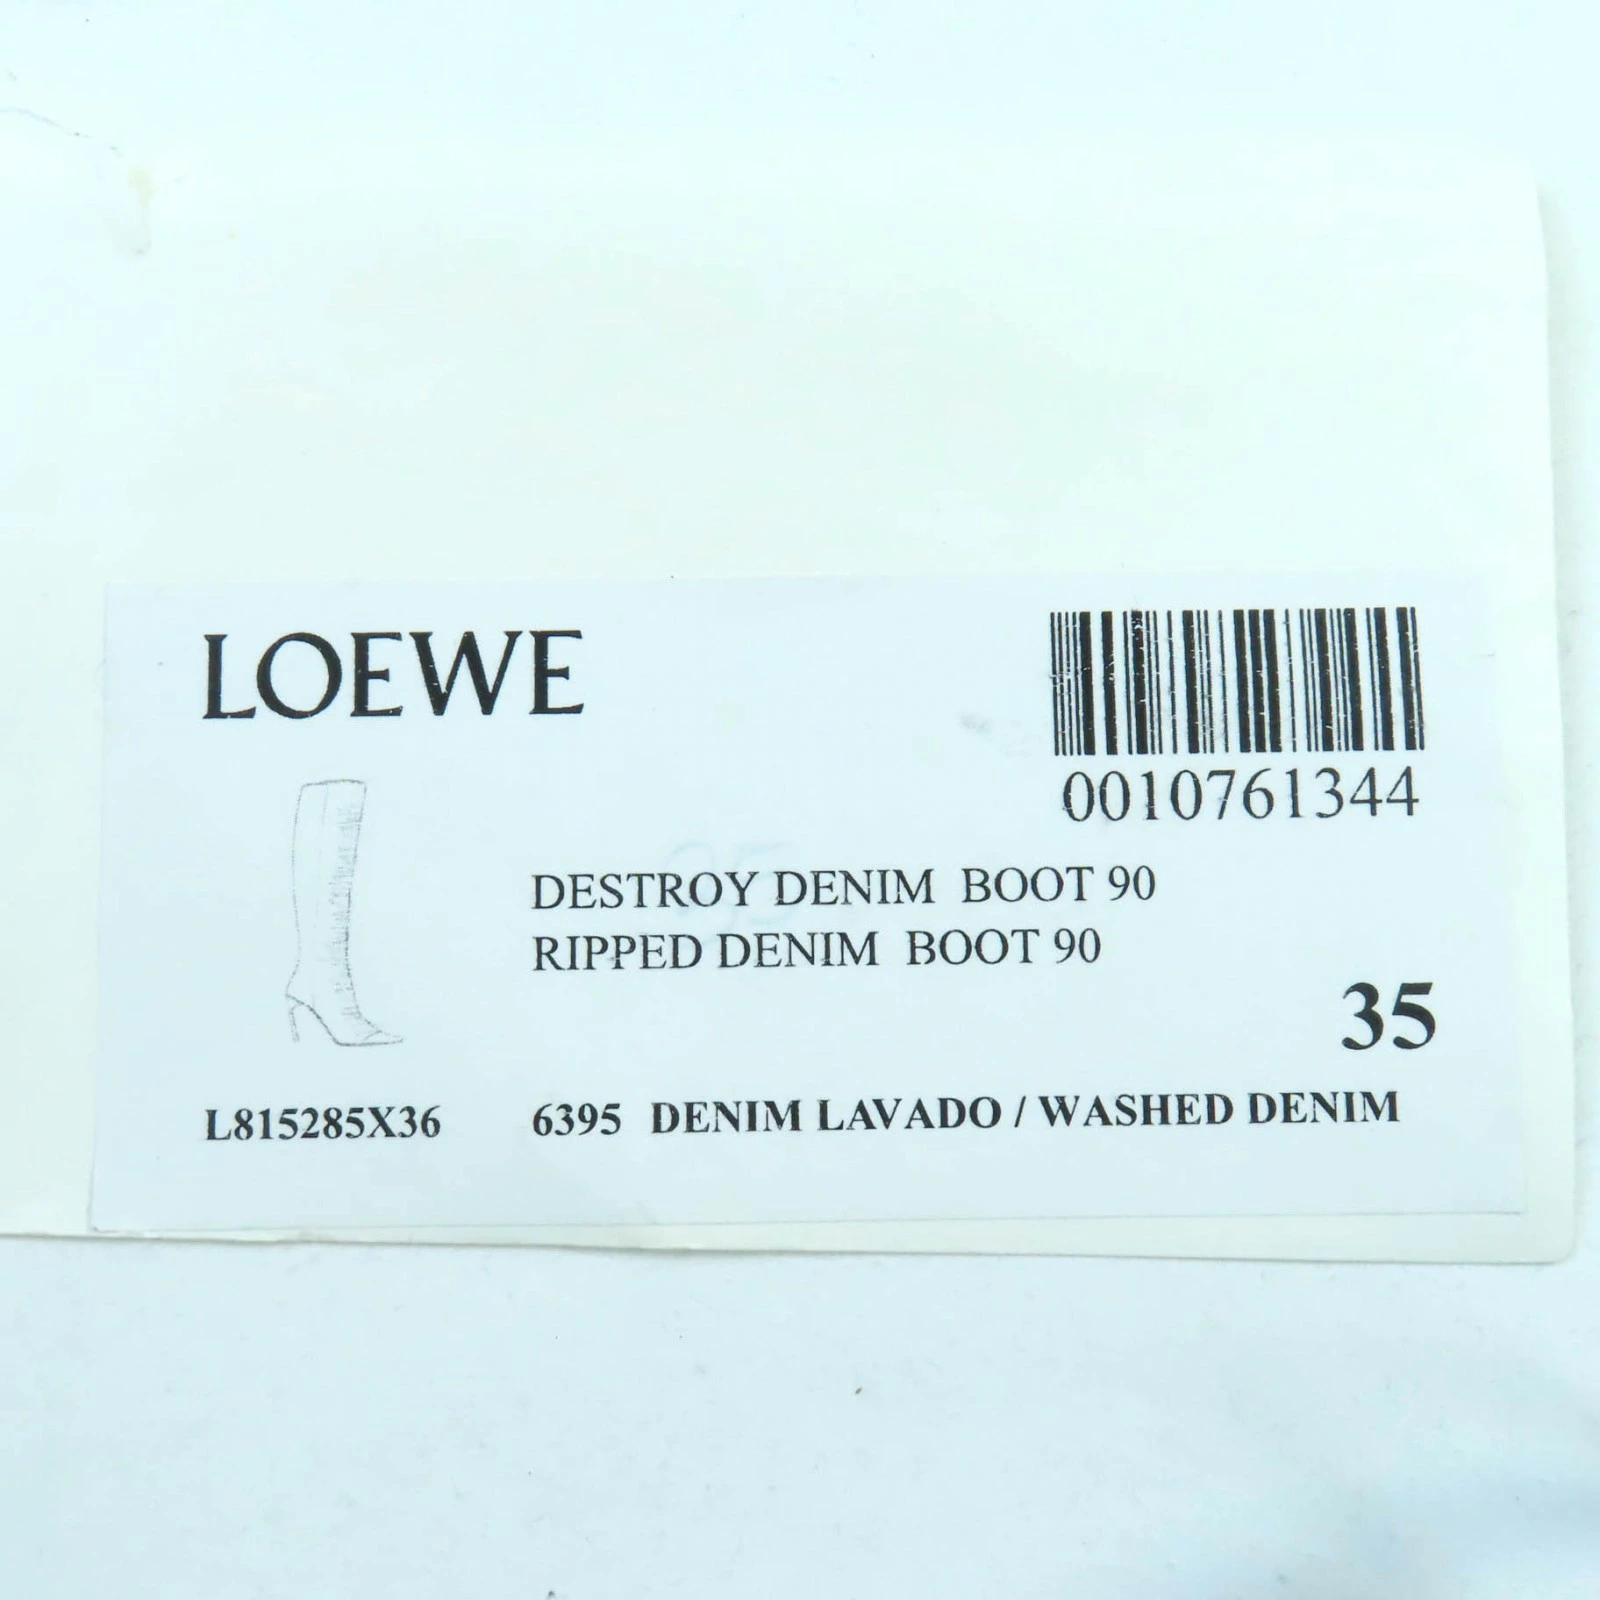 LOEWE
0010761344
DESTROY DENIM BOOT 90
RIPPED DENIM BOOT 90
35
L815285X36 6395 DENIM LAVADO / WASHED DENIM